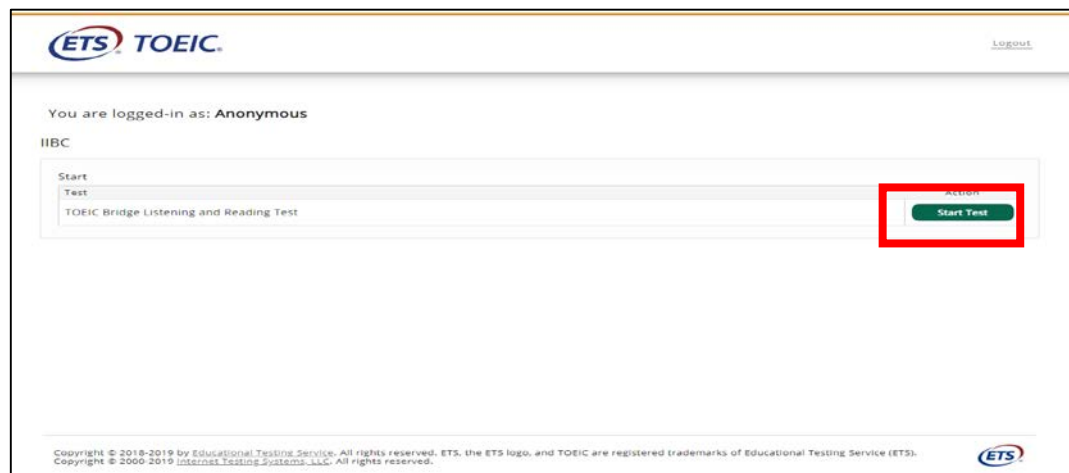 ETS TOEIC.
Logout
You are logged-in as: Anonymous
IIBC
Start
Test Action
TOEIC Bridge Listening and Reading Test Start Test
Copyright © 2018-2019 by Educational Testing Service. All rights reserved. ETS, the ETS logo, and TOEIC are registered trademarks of Educational Testing Service (ETS).
Copyright © 2000-2019 Internet Testing Systems, LLC. All rights reserved.
ETS